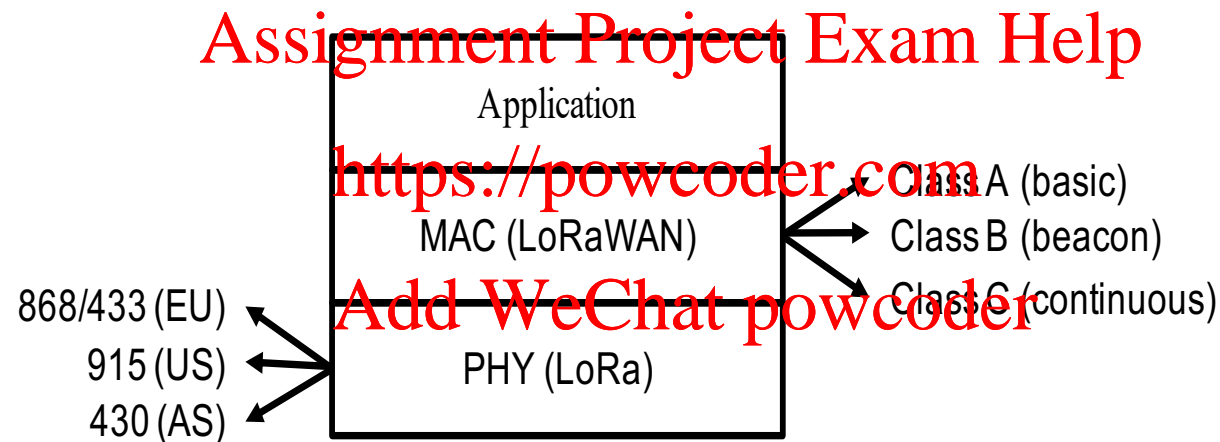 Assignment Project Exam Help
Application
https://powcoder.com
Class A (basic)
MAC (LoRaWAN)
Class B (beacon)
868/433 (EU)
Add WeChat powcoder
Class C (continuous)
915 (US)
PHY (LoRa)
430 (AS)